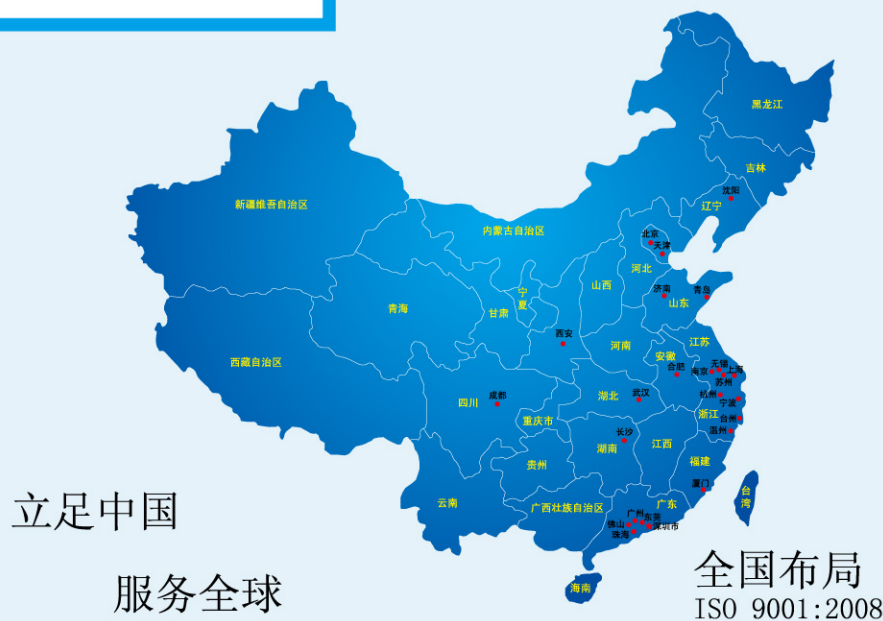 黑龙江
吉林
沈阳
辽宁
新疆维吾自治区
内蒙古自治区
北京
天津
河北
山西
宁夏
济南
青岛
山东
青海
甘肃
西安
河南
江苏
西藏自治区
安徽
合肥
南京
无锡
上海
苏州
四川
成都
湖北
武汉
杭州
宁波
浙江
台州
温州
重庆市
长沙
湖南
江西
福建
贵州
厦门
台湾
云南
广西壮族自治区
广东
广州
东莞
佛山
深圳市
珠海
海南
立足中国
服务全球
全国布局
ISO 9001:2008